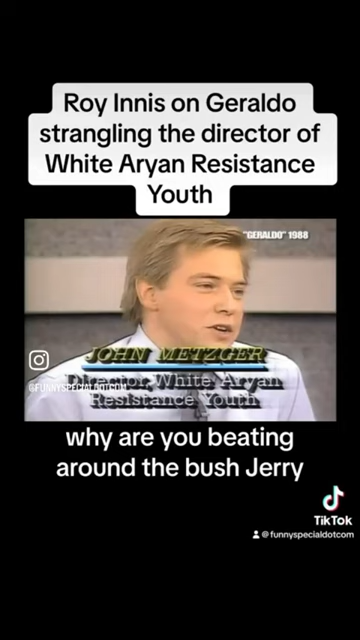 Roy Innis on Geraldo
strangling the director of
White Aryan Resistance
Youth
"GERALDO" 1988
JOHN METZGER
Director, White Aryan
Resistance Youth
@FUNNYSPECIALDOTCOM
why are you beating
around the bush Jerry
TikTok
@funnyspecialdotcom